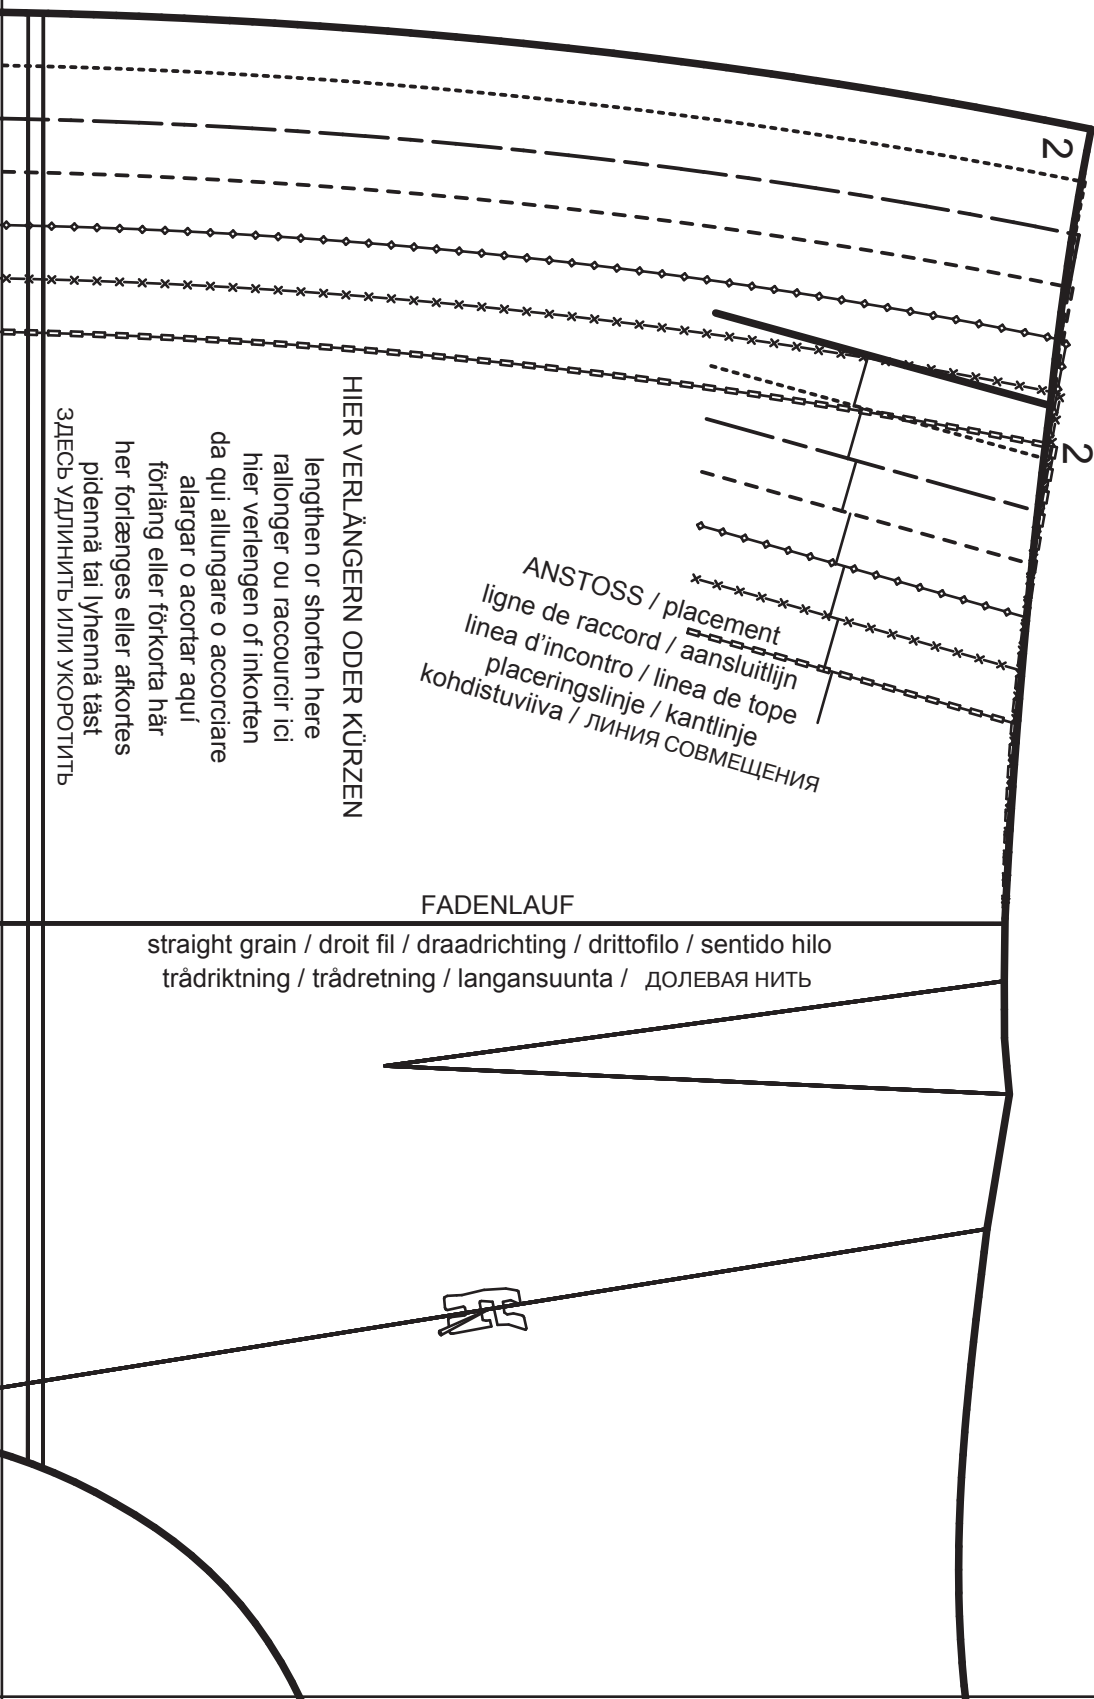 2
2
HIER VERLÄNGERN ODER KÜRZEN
lengthen or shorten here
rallonger ou raccourcir ici
hier verlengen of inkorten
da qui allungare o accorciare
alargar o acortar aquí
förläng eller förkorta här
her forlænges eller afkortes
pidennä tai lyhennä täst
ЗДЕСЬ УДЛИНИТЬ ИЛИ УКОРОТИТЬ
ANSTOSS / placement
ligne de raccord / aansluitlijn
linea d'incontro / linea de tope
placeringslinje / kantlinje
kohdistuviiva / ЛИНИЯ СОВМЕЩЕНИЯ
FADENLAUF
straight grain / droit fil / draadrichting / drittofilo / sentido hilo
trådriktning / trådretning / langansuunta / ДОЛЕВАЯ НИТЬ